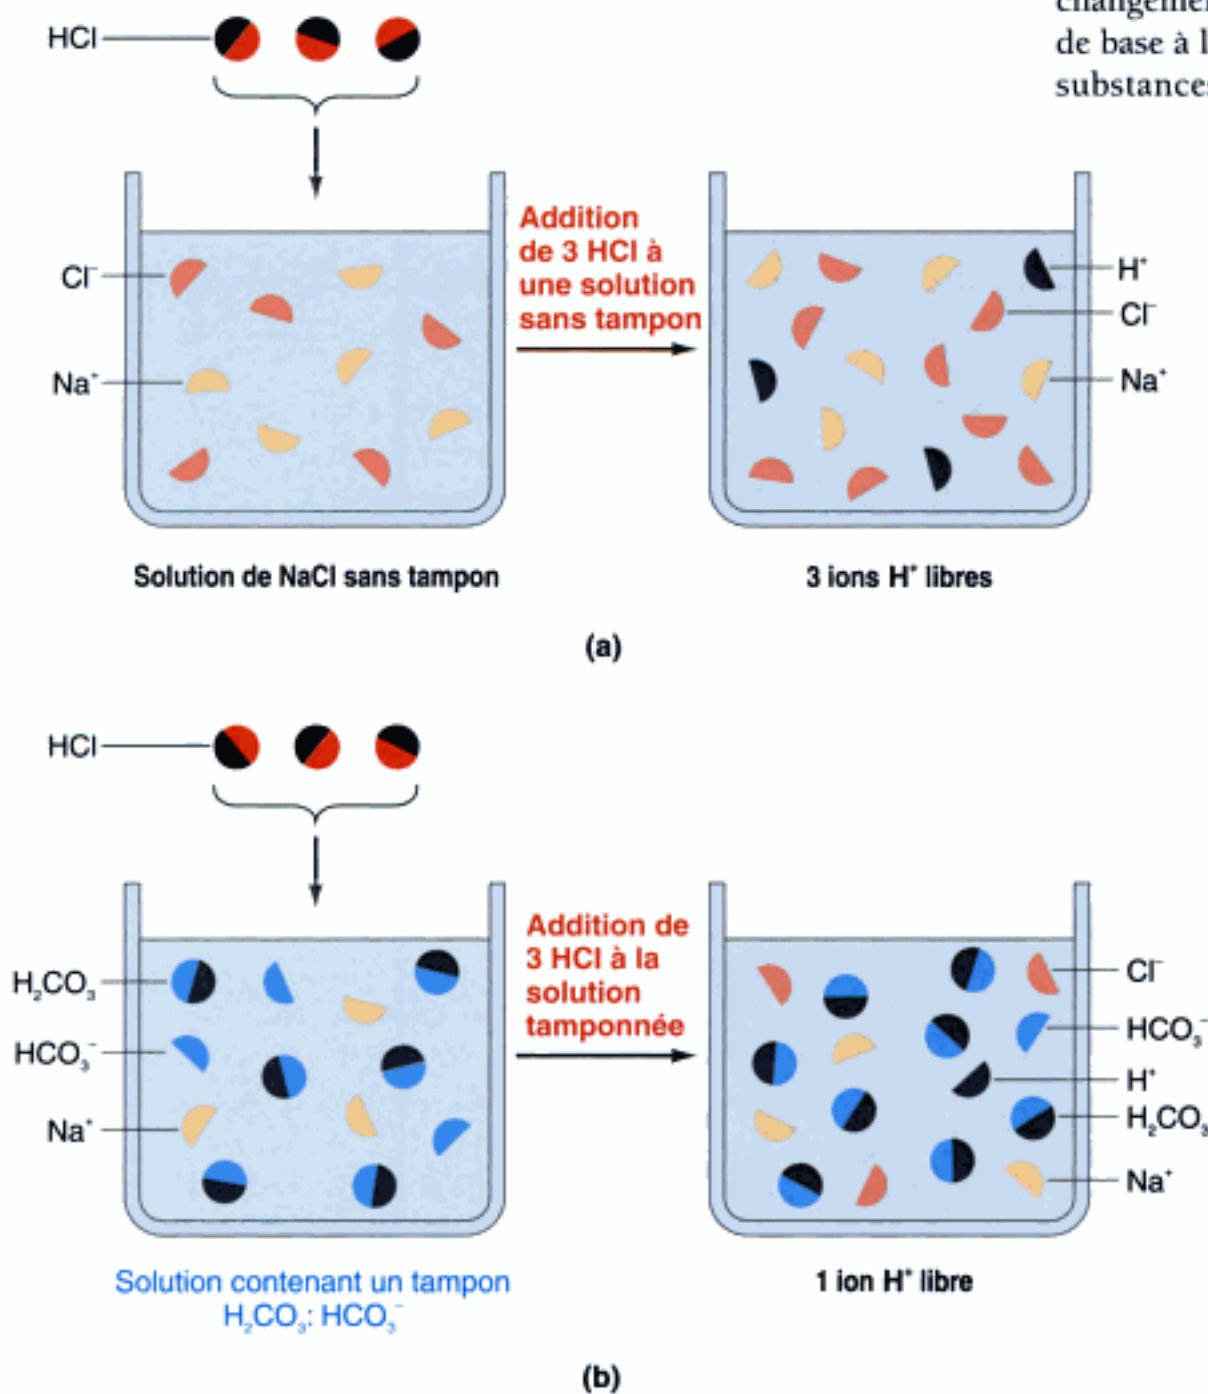 changemen
de base à l
substances
HCl
Addition
de 3 HCl à
une solution
sans tampon
Cl⁻
Na⁺
H⁺
Cl⁻
Na⁺
Solution de NaCl sans tampon
3 ions H⁺ libres
(a)
HCl
Addition de
3 HCl à la
solution
tamponnée
H₂CO₃
HCO₃⁻
Na⁺
Cl⁻
HCO₃⁻
H⁺
H₂CO₃
Na⁺
Solution contenant un tampon
H₂CO₃: HCO₃⁻
1 ion H⁺ libre
(b)